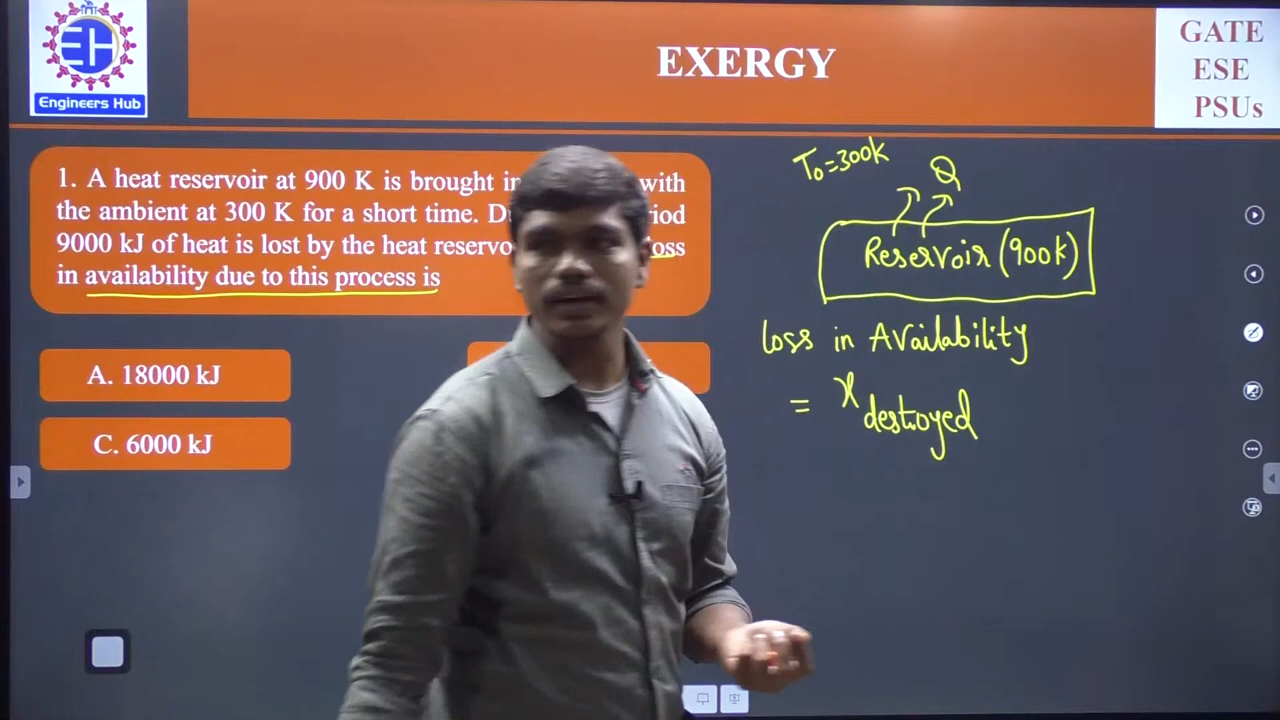 EH
Engineers Hub
EXERGY
GATE
ESE
PSUs
1. A heat reservoir at 900 K is brought in with
the ambient at 300 K for a short time. D riod
9000 kJ of heat is lost by the heat reservo oss
in availability due to this process is
A. 18000 kJ
C. 6000 kJ
T₀=300K
Q
Reservoir (900K)
Loss in Availability
= X destroyed